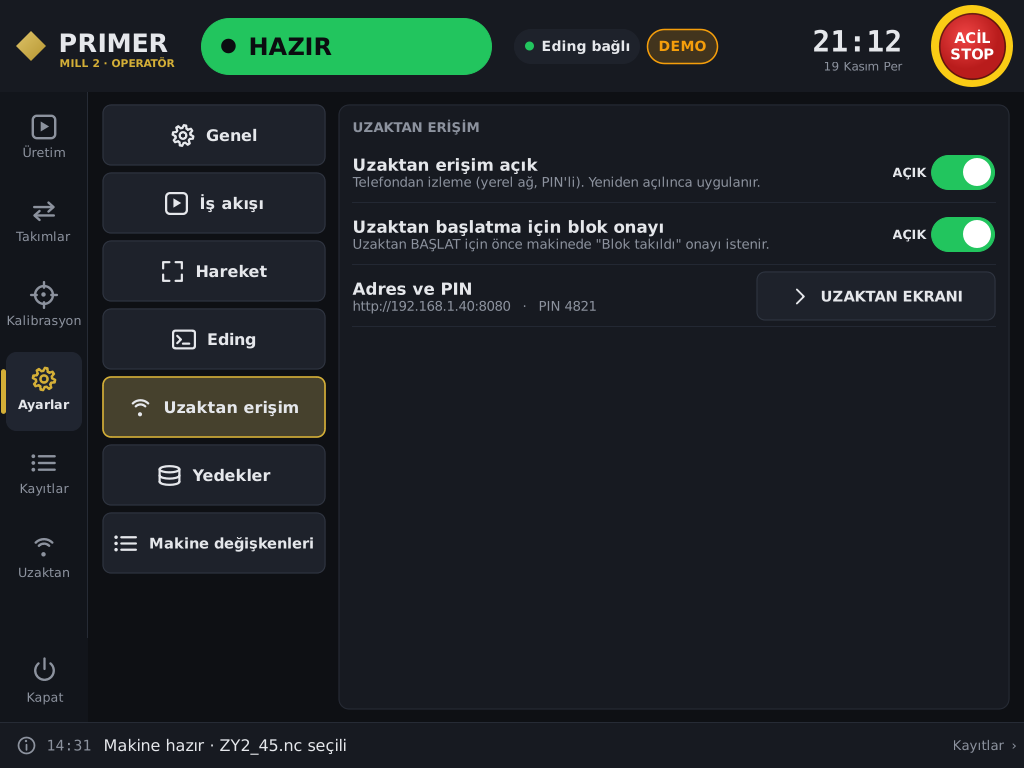 PRIMER
MILL 2 · OPERATÖR
HAZIR
Eding bağlı
DEMO
21:12
19 Kasım Per
ACİL
STOP
Üretim
Takımlar
Kalibrasyon
Ayarlar
Kayıtlar
Uzaktan
Kapat
Genel
İş akışı
Hareket
Eding
Uzaktan erişim
Yedekler
Makine değişkenleri
UZAKTAN ERİŞİM
Uzaktan erişim açık
Telefondan izleme (yerel ağ, PIN'li). Yeniden açılınca uygulanır.
AÇIK
Uzaktan başlatma için blok onayı
Uzaktan BAŞLAT için önce makinede "Blok takıldı" onayı istenir.
AÇIK
Adres ve PIN
http://192.168.1.40:8080 · PIN 4821
UZAKTAN EKRANI
14:31 Makine hazır · ZY2_45.nc seçili
Kayıtlar ›